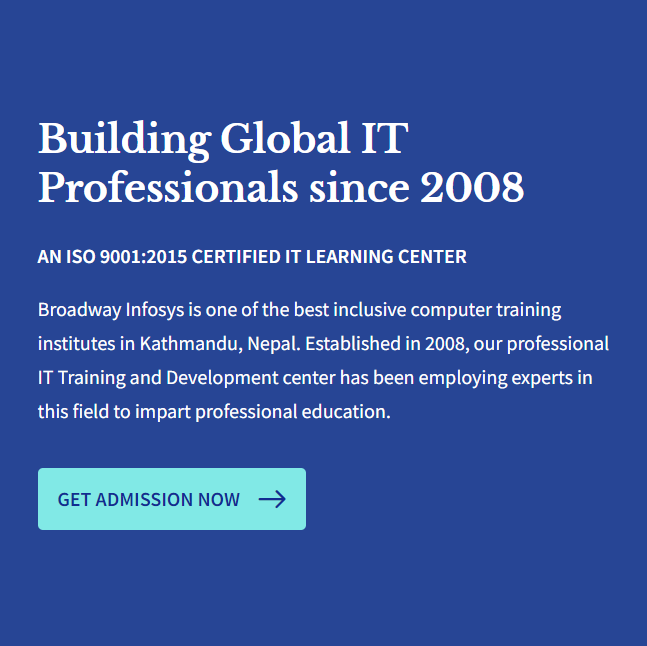 Building Global IT
Professionals since 2008
AN ISO 9001:2015 CERTIFIED IT LEARNING CENTER
Broadway Infosys is one of the best inclusive computer training
institutes in Kathmandu, Nepal. Established in 2008, our professional
IT Training and Development center has been employing experts in
this field to impart professional education.
GET ADMISSION NOW